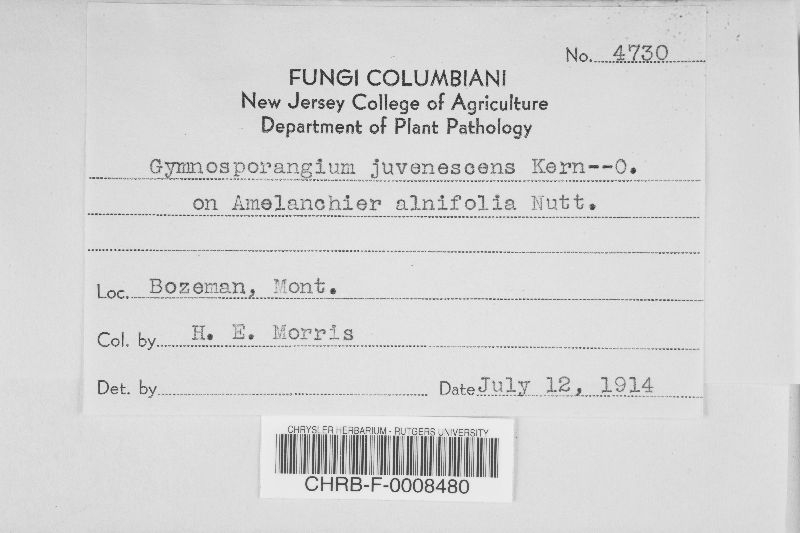 No. 4730
FUNGI COLUMBIANI
New Jersey College of Agriculture
Department of Plant Pathology
Gymnosporangium juvenescens Kern--O.
on Amelanchier alnifolia Nutt.
Loc. Bozeman, Mont.
Col. by H. E. Morris
Det. by
Date July 12, 1914
CHRYSLER HERBARIUM - RUTGERS UNIVERSITY
CHRB-F-0008480